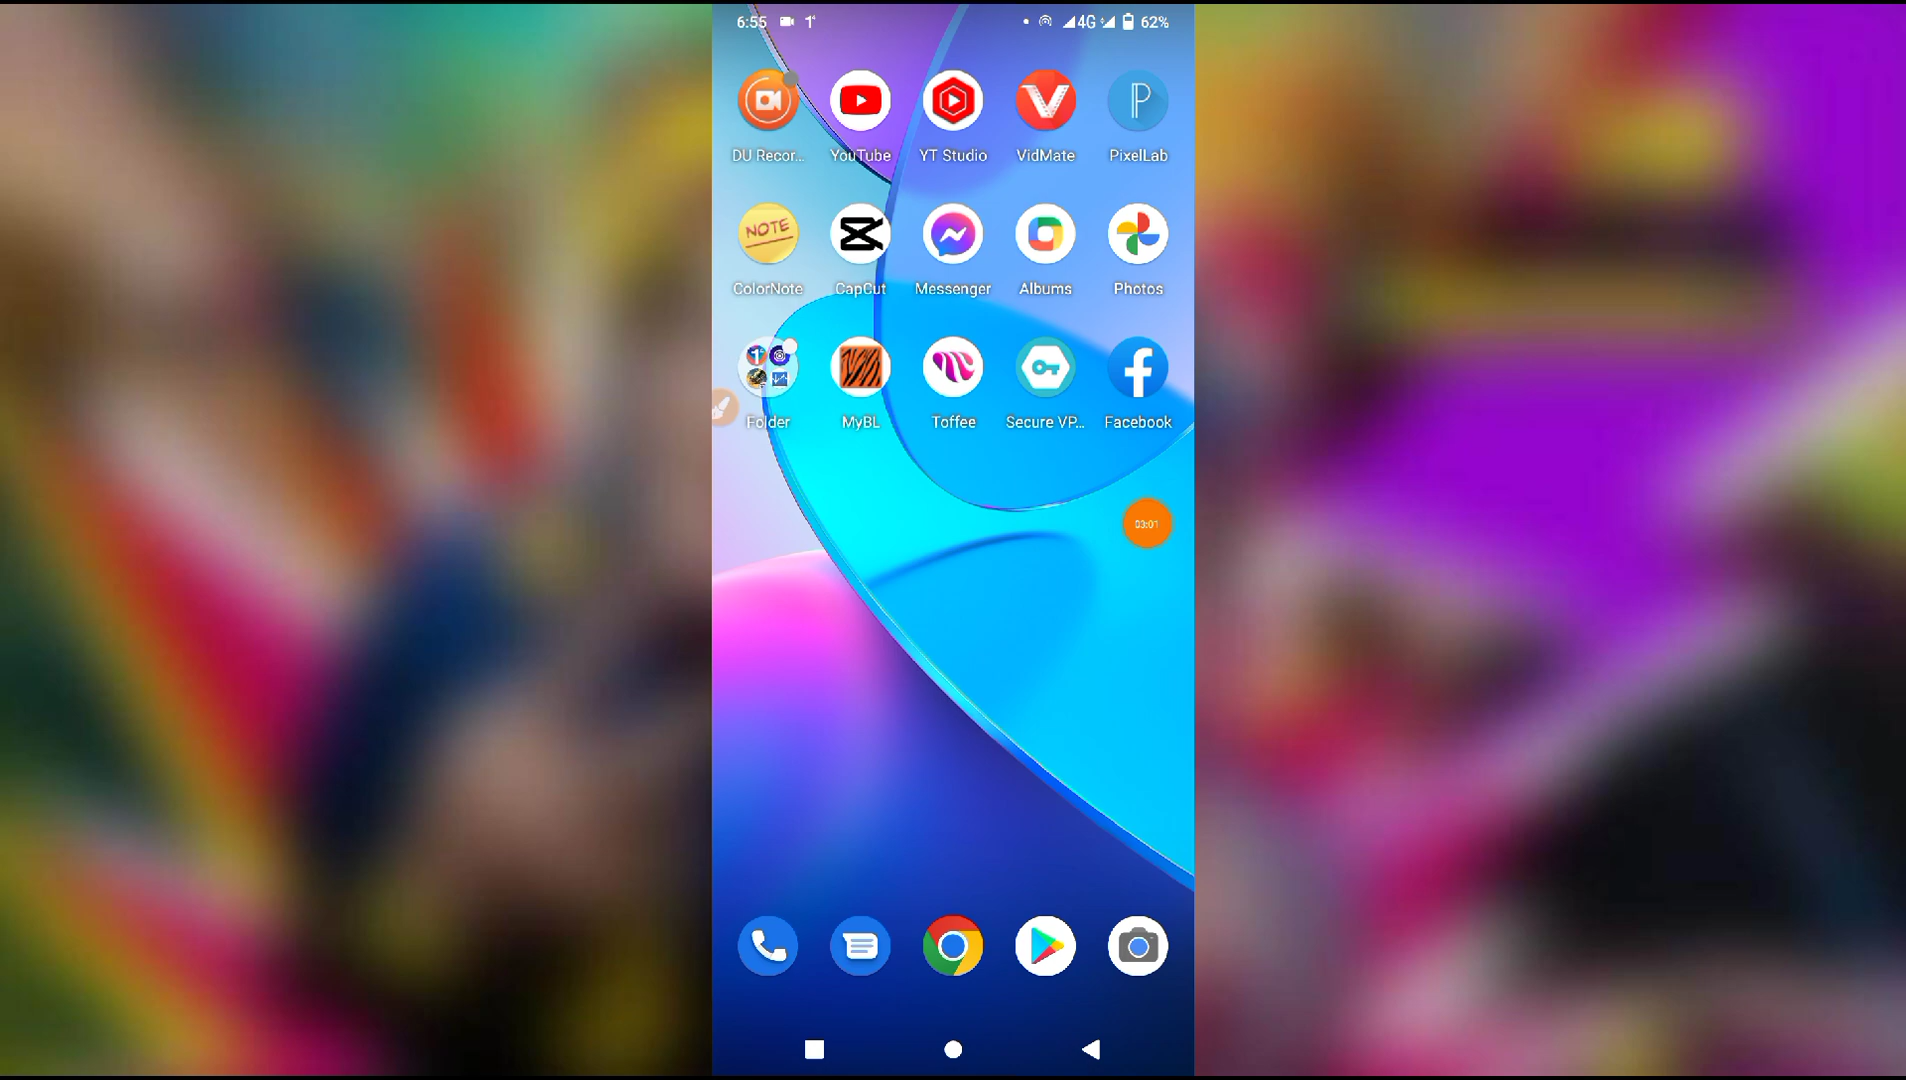 6:55 4G 62%
DU Recor... YouTube YT Studio VidMate PixelLab
NOTE
ColorNote CapCut Messenger Albums Photos
Folder MyBL Toffee Secure VP... Facebook
03:01